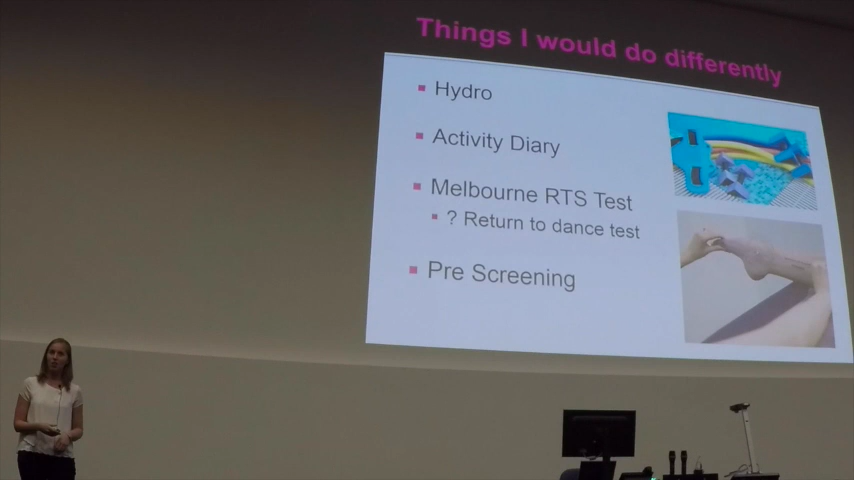 Things I would do differently
Hydro
Activity Diary
Melbourne RTS Test
? Return to dance test
Pre Screening